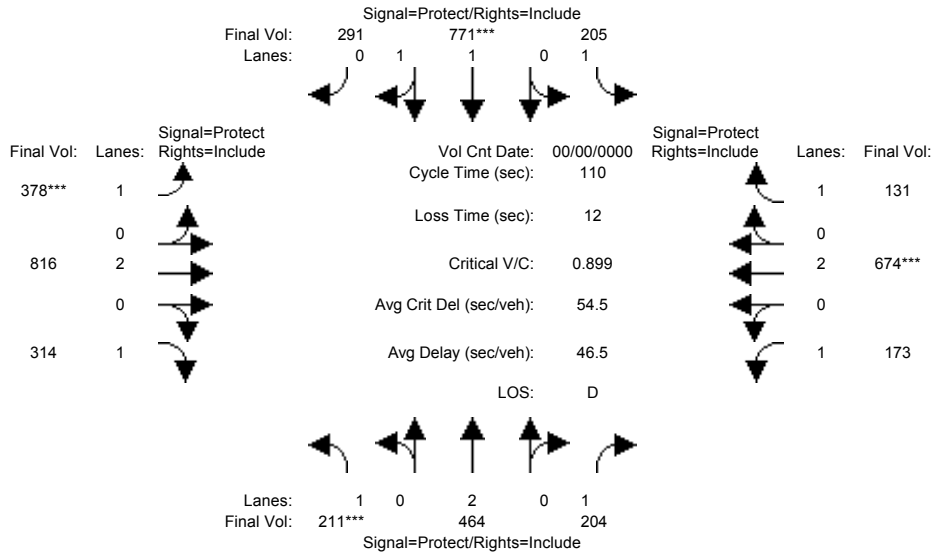 Signal=Protect/Rights=Include
Final Vol: 291 771*** 205
Lanes: 0 1 1 0 1
Signal=Protect
Final Vol: Lanes: Rights=Include
Vol Cnt Date: 00/00/0000
Signal=Protect
Rights=Include Lanes: Final Vol:
Cycle Time (sec): 110
378*** 1
1 131
Loss Time (sec): 12
0
0
816 2
Critical V/C: 0.899
2 674***
0
Avg Crit Del (sec/veh): 54.5
0
314 1
Avg Delay (sec/veh): 46.5
1 173
LOS: D
Lanes: 1 0 2 0 1
Final Vol: 211*** 464 204
Signal=Protect/Rights=Include